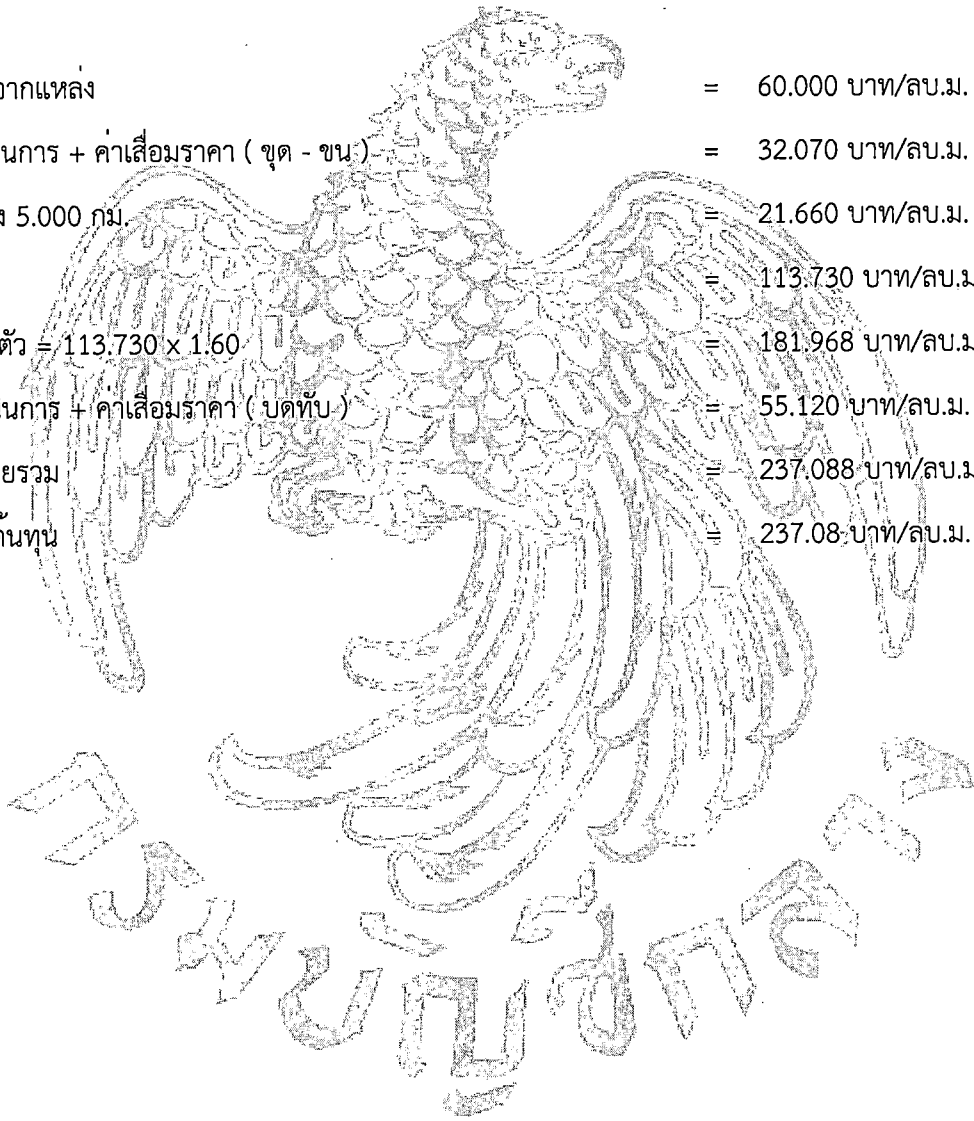 จากแหล่ง = 60.000 บาท/ลบ.ม.
นการ + ค่าเสื่อมราคา ( ขุด - ขน ) = 32.070 บาท/ลบ.ม.
ง 5.000 กม. = 21.660 บาท/ลบ.ม.
= 113.730 บาท/ลบ.ม
ตัว = 113.730 x 1.60 = 181.968 บาท/ลบ.ม
นการ + ค่าเสื่อมราคา ( บดทับ ) = 55.120 บาท/ลบ.ม.
ยรวม = 237.088 บาท/ลบ.ม
้นทุน = 237.08 บาท/ลบ.ม.
กรมบัญชีกลาง